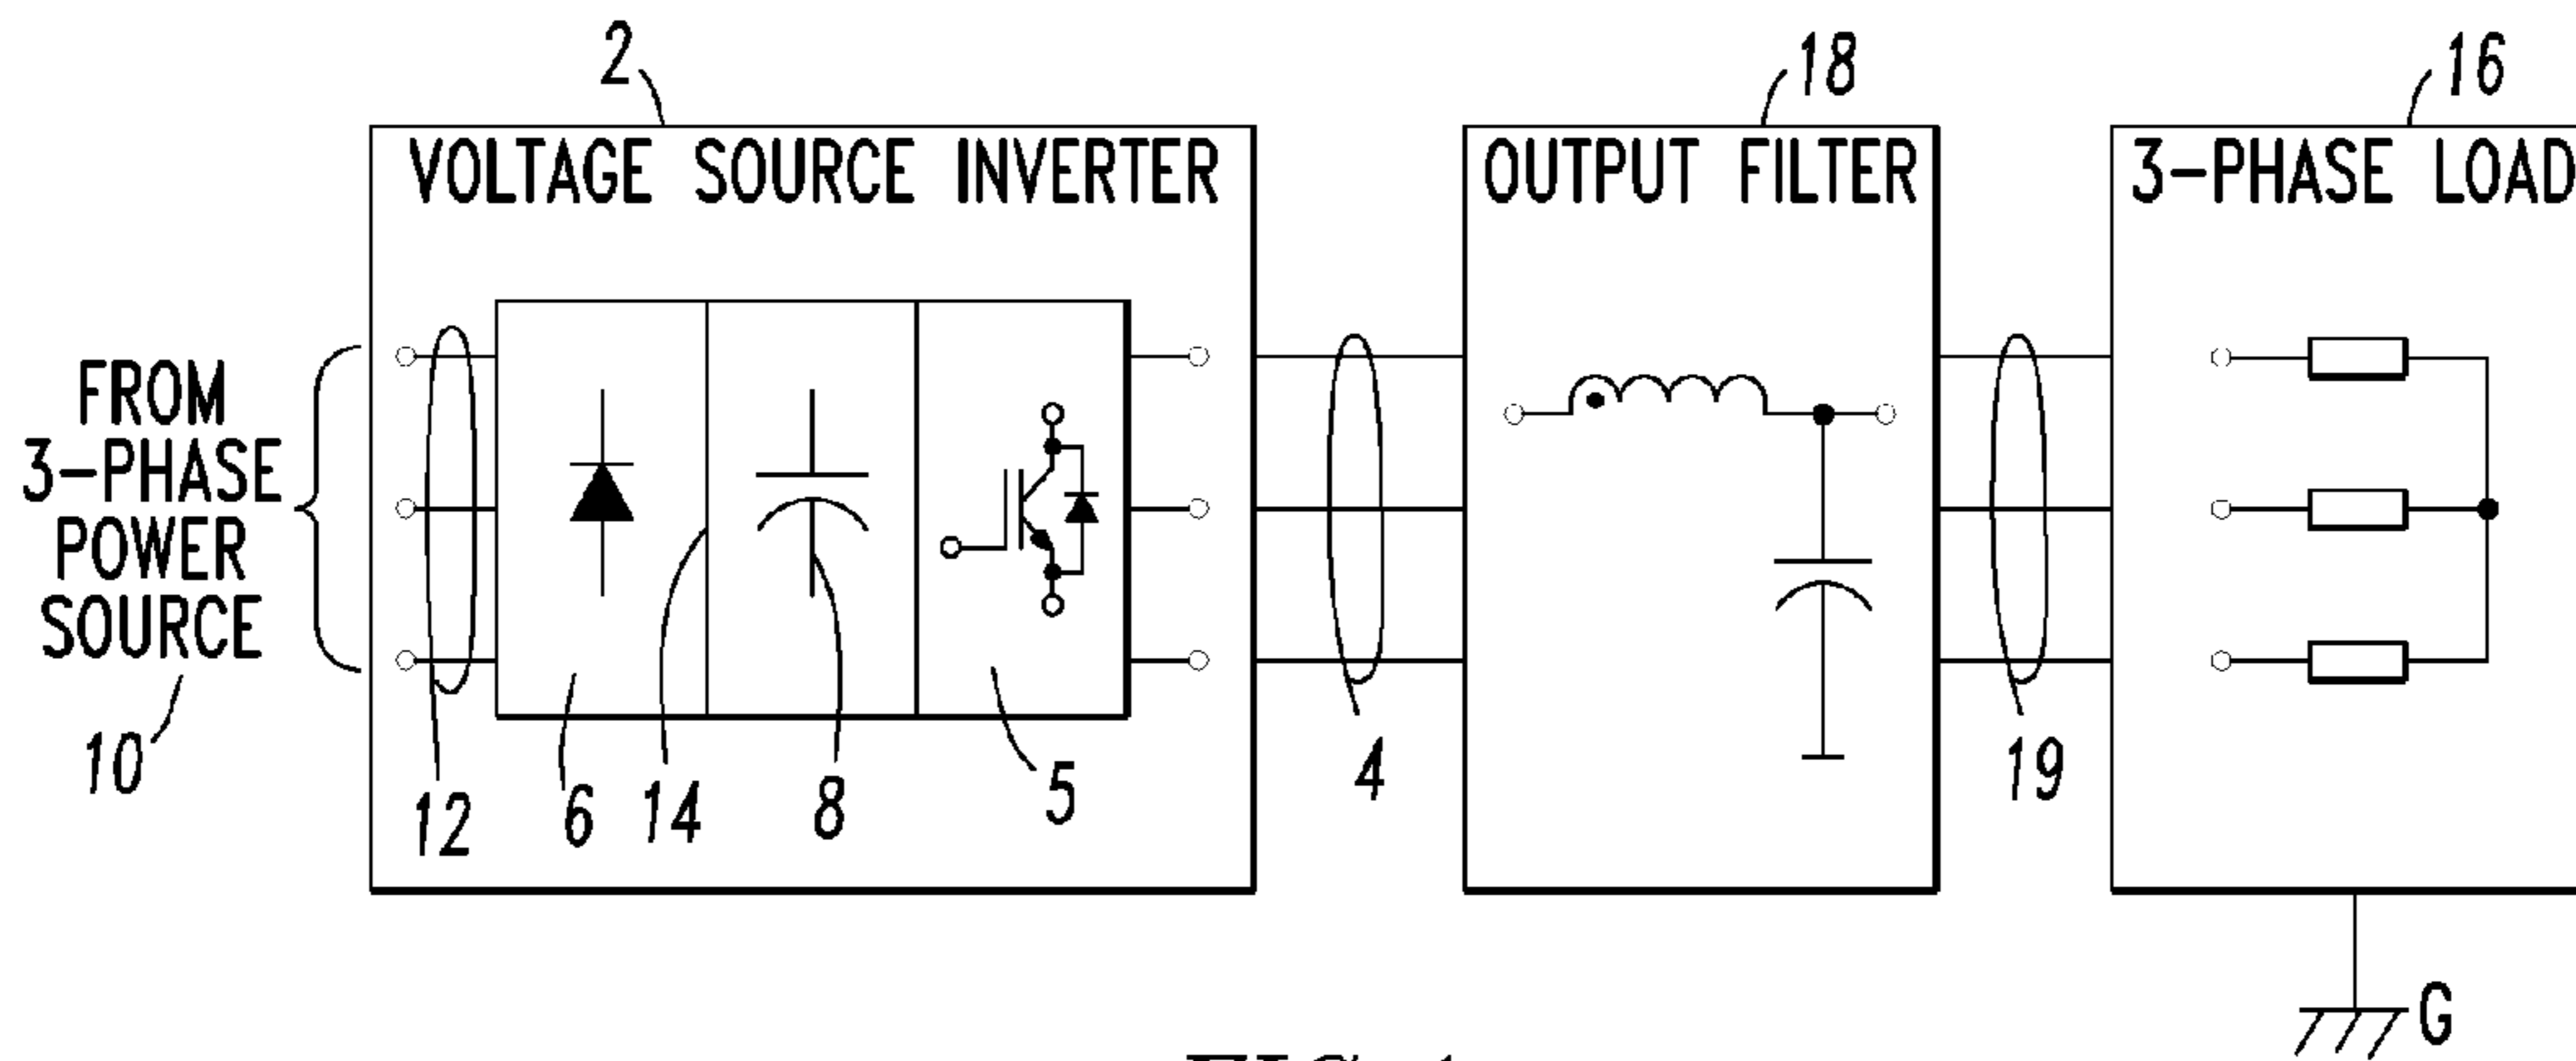 2
18
16
VOLTAGE SOURCE INVERTER
OUTPUT FILTER
3-PHASE LOAD
FROM
3-PHASE
POWER
SOURCE
10
12
6
14
8
5
4
19
G